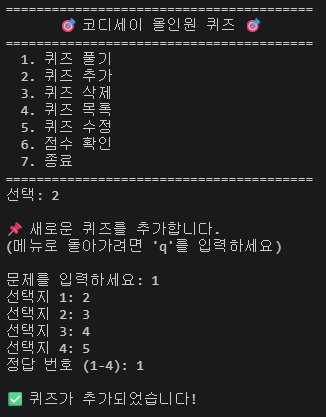 ========================================
🎯 코디세이 올인원 퀴즈 🎯
========================================
1. 퀴즈 풀기
2. 퀴즈 추가
3. 퀴즈 삭제
4. 퀴즈 목록
5. 퀴즈 수정
6. 점수 확인
7. 종료
========================================
선택: 2
📌 새로운 퀴즈를 추가합니다.
(메뉴로 돌아가려면 'q'를 입력하세요)
문제를 입력하세요: 1
선택지 1: 2
선택지 2: 3
선택지 3: 4
선택지 4: 5
정답 번호 (1-4): 1
✅ 퀴즈가 추가되었습니다!